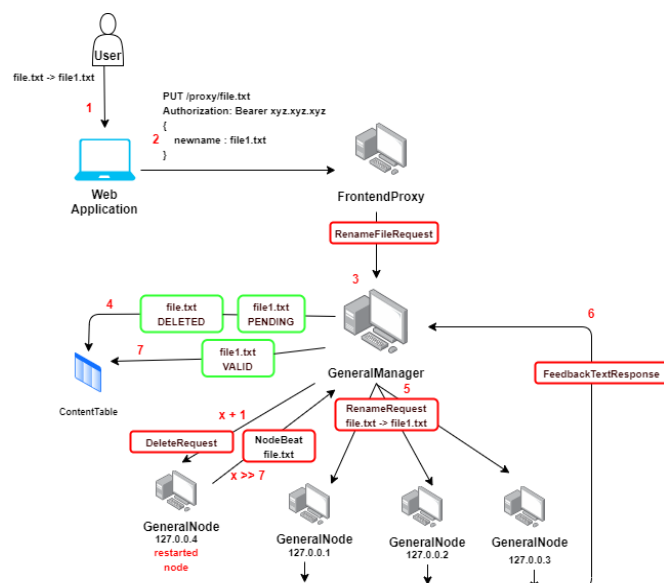 User
file.txt -> file1.txt
1
PUT /proxy/file.txt
Authorization: Bearer xyz.xyz.xyz
{
2
newname : file1.txt
}
Web
Application
FrontendProxy
RenameFileRequest
3
4
file.txt
DELETED
file1.txt
PENDING
6
7
file1.txt
VALID
GeneralManager
FeedbackTextResponse
ContentTable
5
x + 1
RenameRequest
file.txt -> file1.txt
DeleteRequest
NodeBeat
file.txt
x >> 7
GeneralNode
127.0.0.4
restarted
node
GeneralNode
127.0.0.1
GeneralNode
127.0.0.2
GeneralNode
127.0.0.3